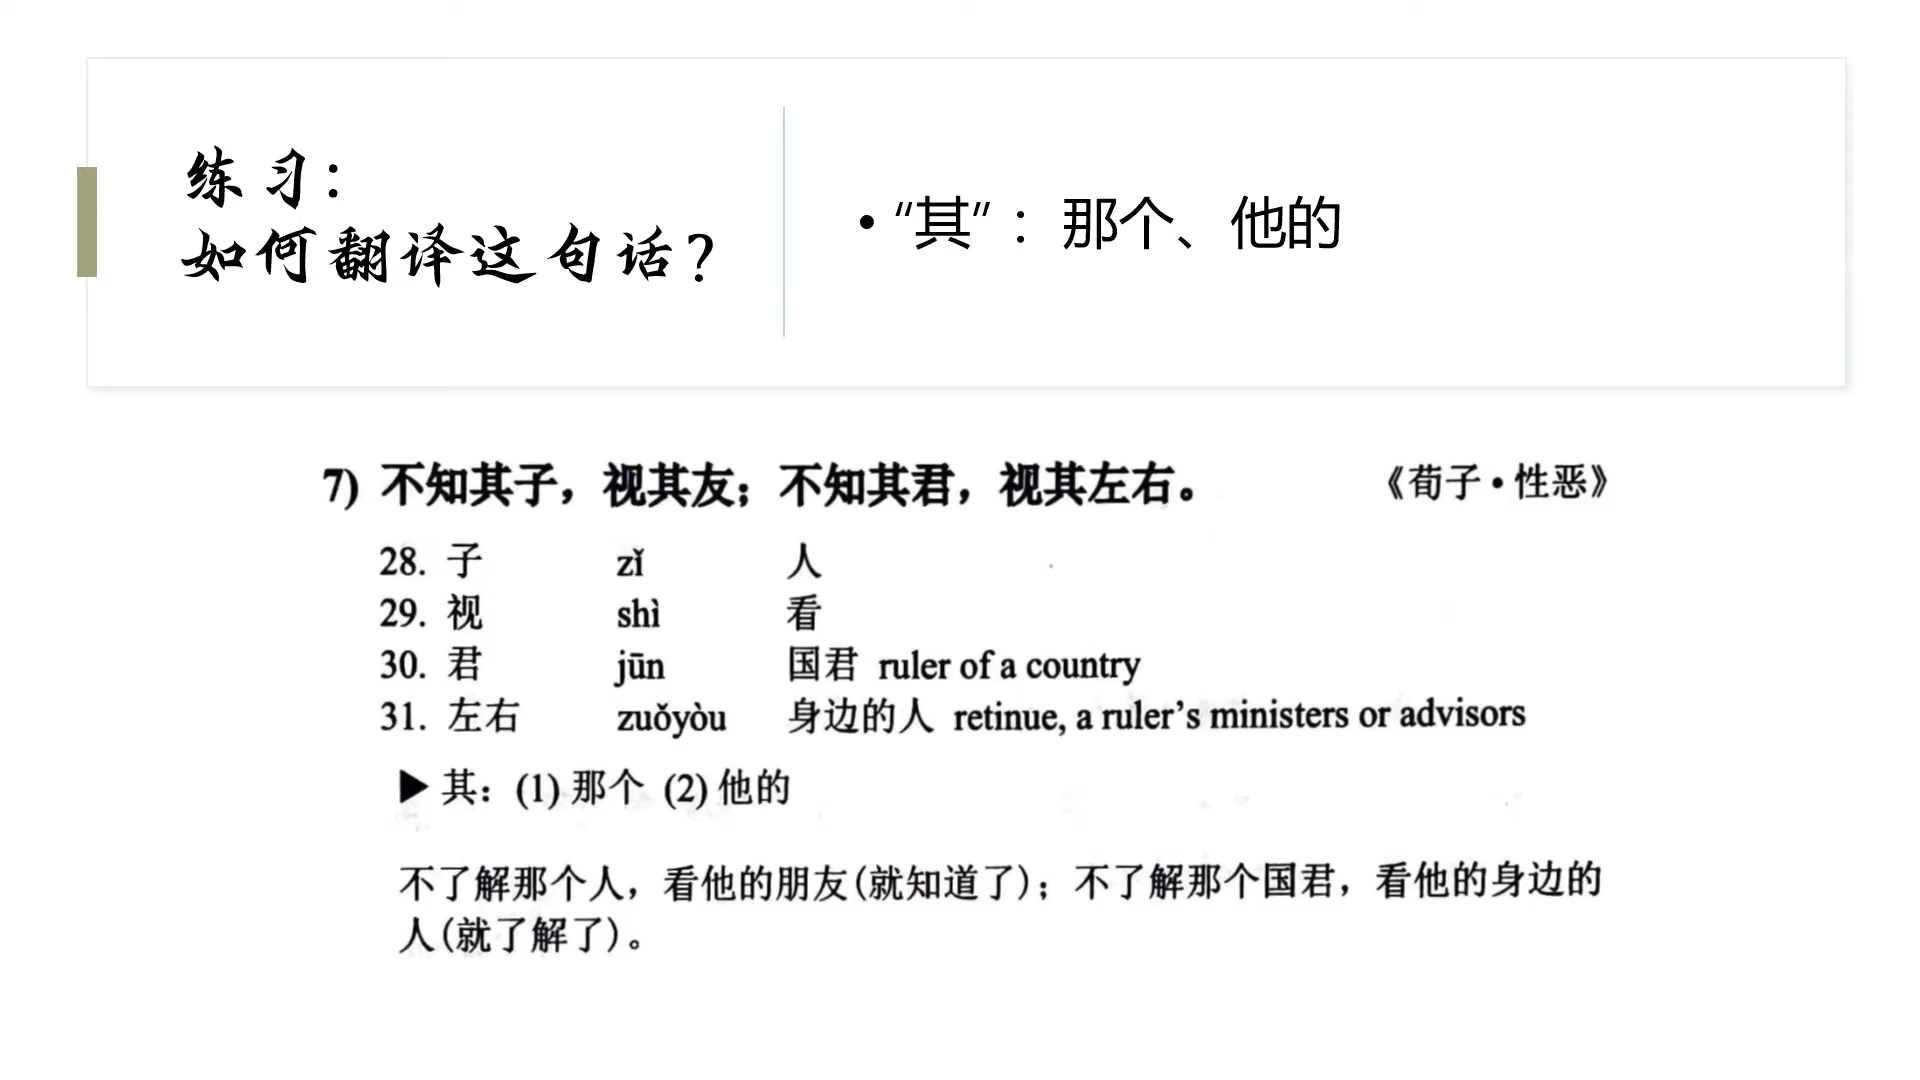 练习：
如何翻译这句话？
• “其”：那个、他的
7) 不知其子，视其友；不知其君，视其左右。 《荀子•性恶》
28. 子 zǐ 人
29. 视 shì 看
30. 君 jūn 国君 ruler of a country
31. 左右 zuǒyòu 身边的人 retinue, a ruler’s ministers or advisors
▶ 其：(1) 那个 (2) 他的
不了解那个人，看他的朋友(就知道了)；不了解那个国君，看他的身边的
人(就了解了)。